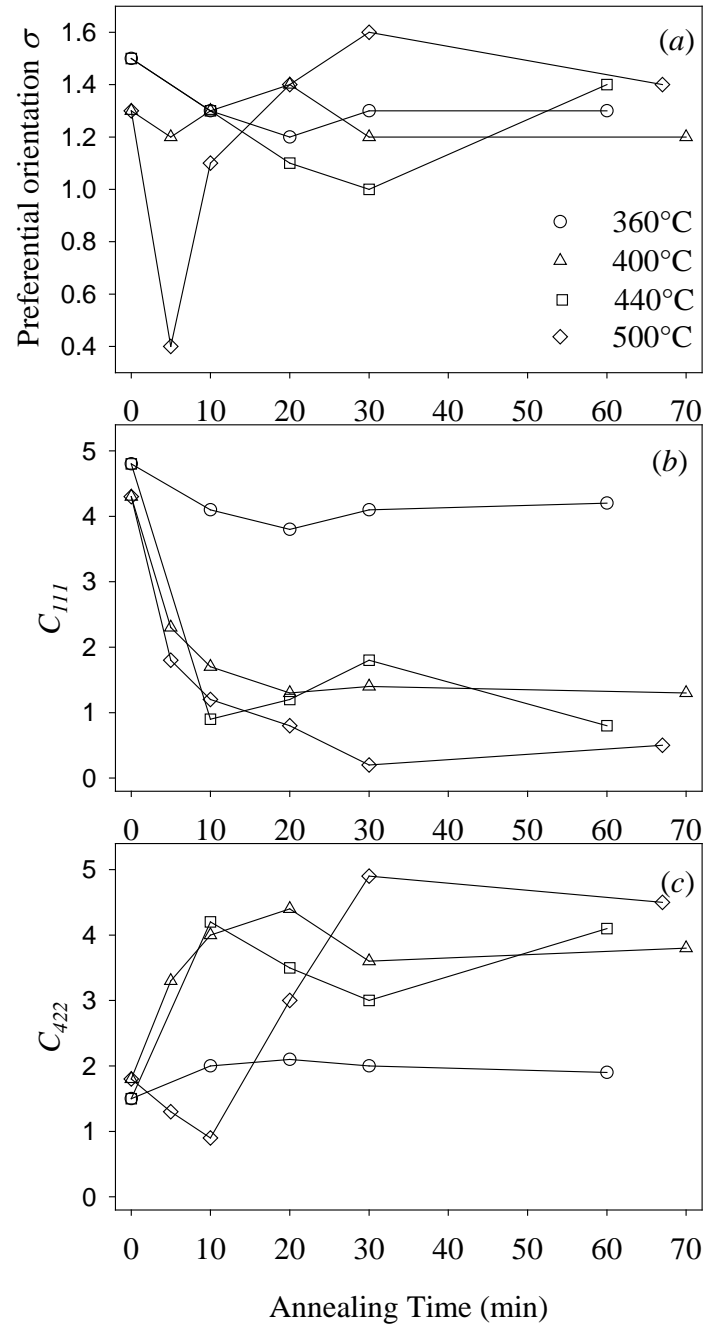 Preferential orientation σ
1.6
1.4
1.2
1.0
0.8
0.6
0.4
(a)
360°C
400°C
440°C
500°C
0 10 20 30 40 50 60 70
C111
5
4
3
2
1
0
(b)
0 10 20 30 40 50 60 70
C422
5
4
3
2
1
0
(c)
0 10 20 30 40 50 60 70
Annealing Time (min)